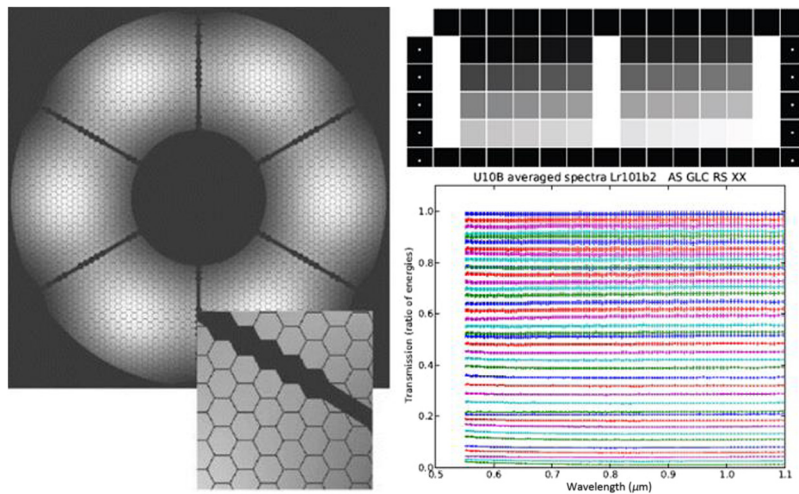 U10B averaged spectra Lr101b2 AS GLC RS XX
Transmission (ratio of energies)
1.0
0.8
0.6
0.4
0.2
0.0
0.5 0.6 0.7 0.8 0.9 1.0 1.1
Wavelength (μm)